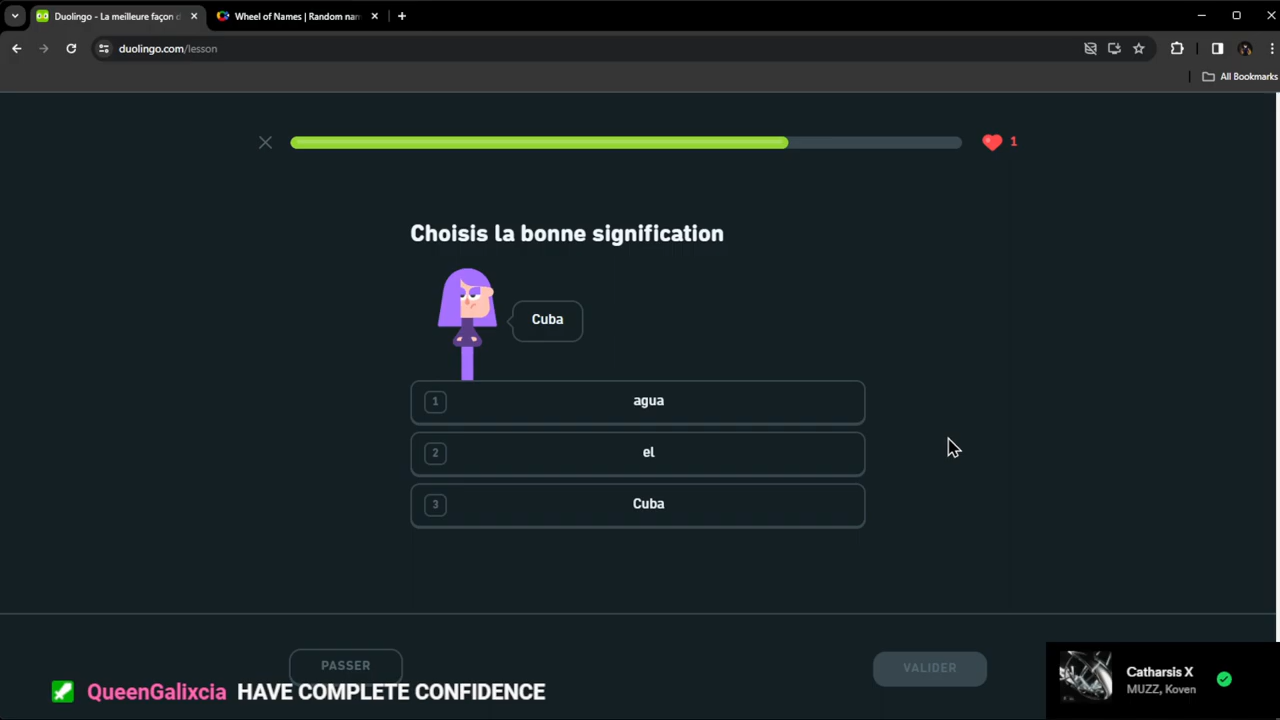 Duolingo - La meilleure façon d
Wheel of Names | Random nan
duolingo.com/lesson
All Bookmarks
1
Choisis la bonne signification
Cuba
1 agua
2 el
3 Cuba
PASSER
VALIDER
QueenGalixcia HAVE COMPLETE CONFIDENCE
Catharsis X
MUZZ, Koven